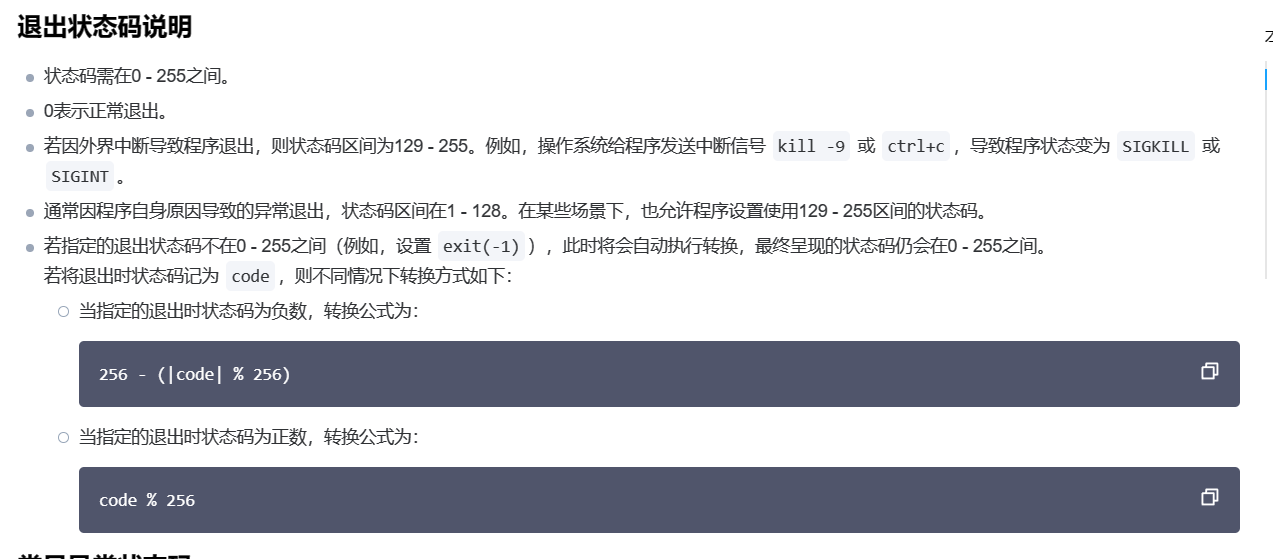 退出状态码说明
状态码需在0 - 255之间。
0表示正常退出。
若因外界中断导致程序退出，则状态码区间为129 - 255。例如，操作系统给程序发送中断信号 kill -9 或 ctrl+c ，导致程序状态变为 SIGKILL 或
SIGINT 。
通常因程序自身原因导致的异常退出，状态码区间在1 - 128。在某些场景下，也允许程序设置使用129 - 255区间的状态码。
若指定的退出状态码不在0 - 255之间（例如，设置 exit(-1) ），此时将会自动执行转换，最终呈现的状态码仍会在0 - 255之间。
若将退出时状态码记为 code ，则不同情况下转换方式如下：
当指定的退出时状态码为负数，转换公式为：
256 - (|code| % 256)
当指定的退出时状态码为正数，转换公式为：
code % 256